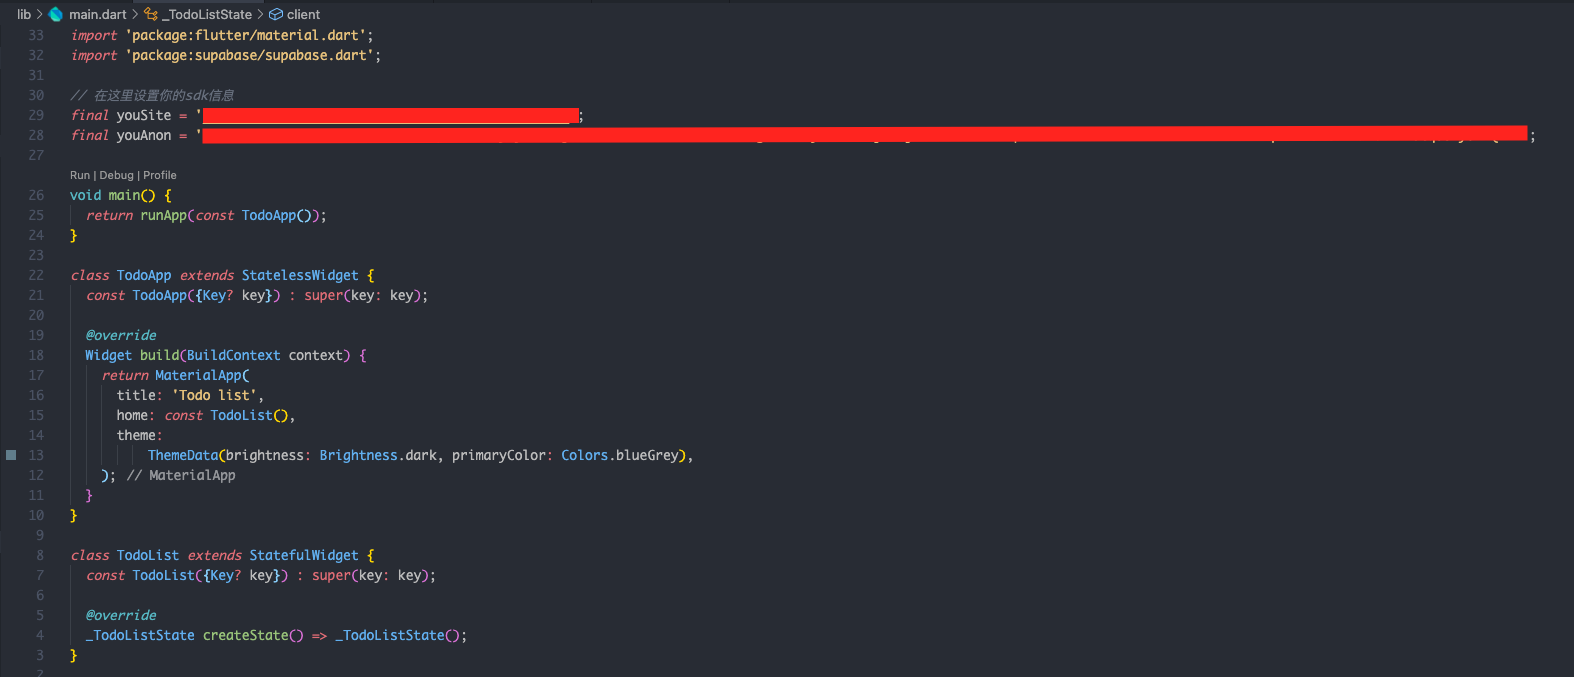 lib > main.dart > _TodoListState > client
33 import 'package:flutter/material.dart';
32 import 'package:supabase/supabase.dart';
31
30 // 在这里设置你的sdk信息
29 final youSite = ' ;
28 final youAnon = ' ;
27
Run | Debug | Profile
26 void main() {
25 return runApp(const TodoApp());
24 }
23
22 class TodoApp extends StatelessWidget {
21 const TodoApp({Key? key}) : super(key: key);
20
19 @override
18 Widget build(BuildContext context) {
17 return MaterialApp(
16 title: 'Todo list',
15 home: const TodoList(),
14 theme:
13 ThemeData(brightness: Brightness.dark, primaryColor: Colors.blueGrey),
12 ); // MaterialApp
11 }
10 }
9
8 class TodoList extends StatefulWidget {
7 const TodoList({Key? key}) : super(key: key);
6
5 @override
4 _TodoListState createState() => _TodoListState();
3 }
2